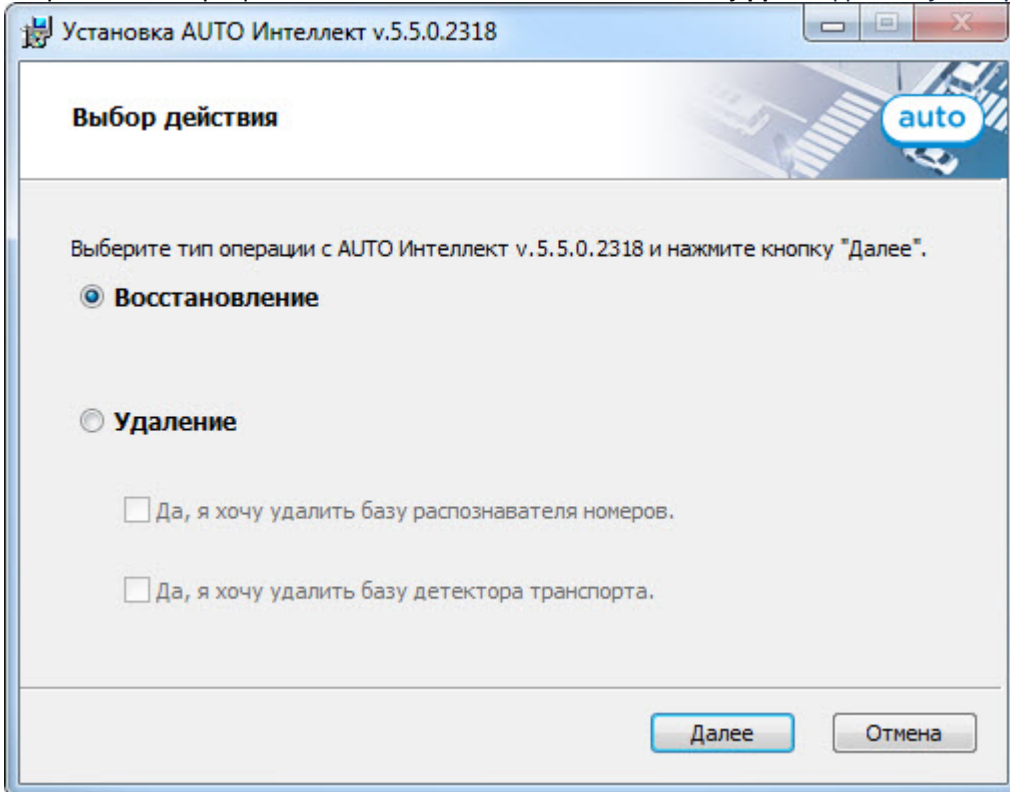 Установка AUTO Интеллект v.5.5.0.2318
Выбор действия
auto
Выберите тип операции с AUTO Интеллект v.5.5.0.2318 и нажмите кнопку "Далее".
Восстановление
Удаление
Да, я хочу удалить базу распознавателя номеров.
Да, я хочу удалить базу детектора транспорта.
Далее
Отмена